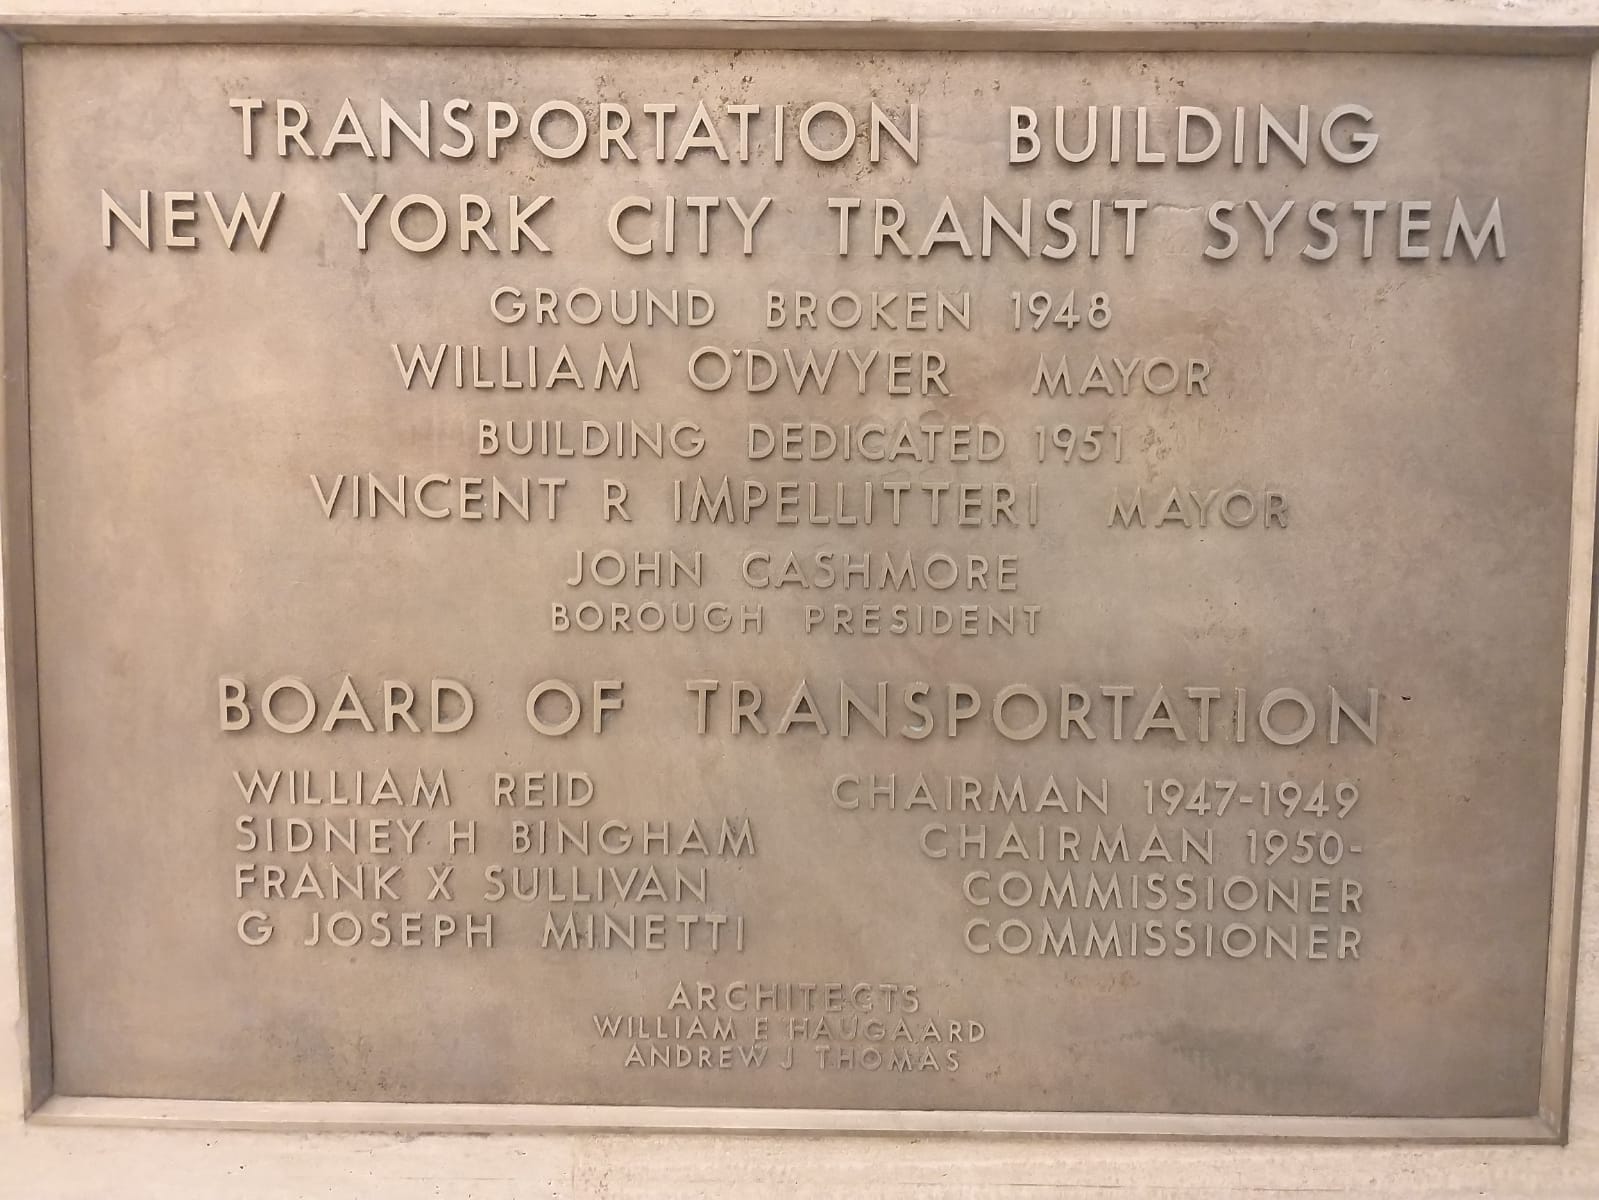 TRANSPORTATION BUILDING
NEW YORK CITY TRANSIT SYSTEM
GROUND BROKEN 1948
WILLIAM O'DWYER MAYOR
BUILDING DEDICATED 1951
VINCENT R IMPELLITTERI MAYOR
JOHN CASHMORE
BOROUGH PRESIDENT
BOARD OF TRANSPORTATION
WILLIAM REID CHAIRMAN 1947-1949
SIDNEY H BINGHAM CHAIRMAN 1950-
FRANK X SULLIVAN COMMISSIONER
G JOSEPH MINETTI COMMISSIONER
ARCHITECTS
WILLIAM E HAUGAARD
ANDREW J THOMAS